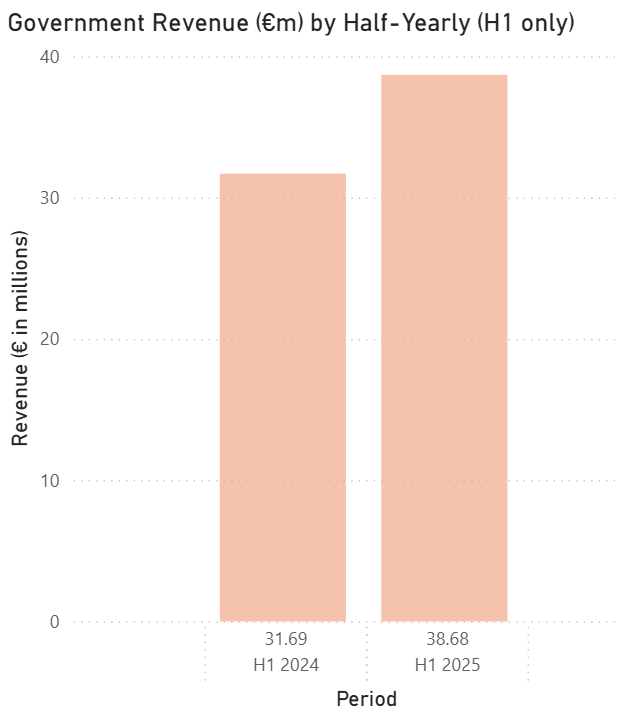 Government Revenue (€m) by Half-Yearly (H1 only)
40
30
20
10
0
Revenue (€ in millions)
31.69 38.68
H1 2024 H1 2025
Period